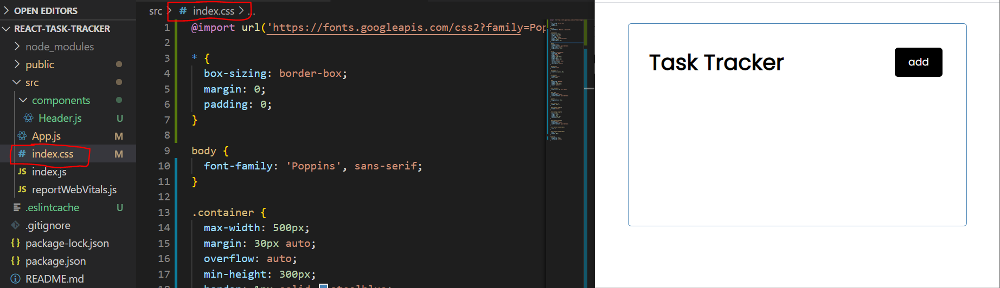 OPEN EDITORS
REACT-TASK-TRACKER
node_modules
public
src
components
Header.js U
App.js M
# index.css M
JS index.js
JS reportWebVitals.js
.eslintcache U
.gitignore
{} package-lock.json
{} package.json
README.md
src > # index.css > ...
1 @import url('https://fonts.googleapis.com/css2?family=Pop
2
3 * {
4 box-sizing: border-box;
5 margin: 0;
6 padding: 0;
7 }
8
9 body {
10 font-family: 'Poppins', sans-serif;
11 }
12
13 .container {
14 max-width: 500px;
15 margin: 30px auto;
16 overflow: auto;
17 min-height: 300px;
18 border: 1px solid steelblue;
Task Tracker
add